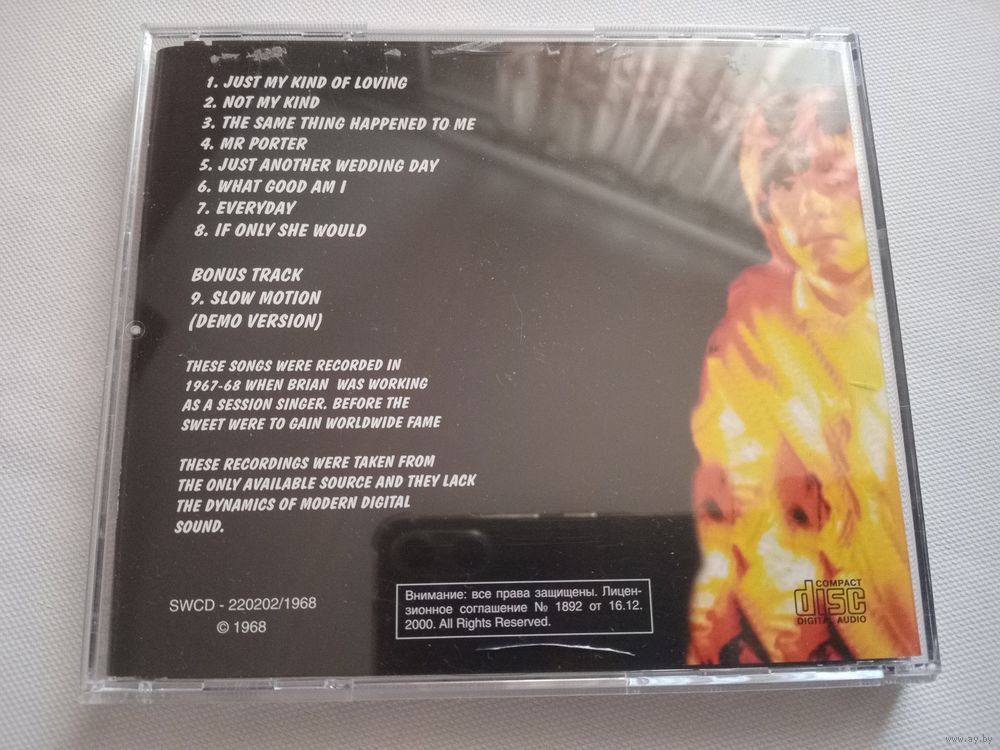 1. JUST MY KIND OF LOVING
2. NOT MY KIND
3. THE SAME THING HAPPENED TO ME
4. MR PORTER
5. JUST ANOTHER WEDDING DAY
6. WHAT GOOD AM I
7. EVERYDAY
8. IF ONLY SHE WOULD
BONUS TRACK
9. SLOW MOTION
(DEMO VERSION)
THESE SONGS WERE RECORDED IN
1967-68 WHEN BRIAN WAS WORKING
AS A SESSION SINGER. BEFORE THE
SWEET WERE TO GAIN WORLDWIDE FAME
THESE RECORDINGS WERE TAKEN FROM
THE ONLY AVAILABLE SOURCE AND THEY LACK
THE DYNAMICS OF MODERN DIGITAL
SOUND.
SWCD - 220202/1968
© 1968
Внимание: все права защищены. Лицен-
зионное соглашение № 1892 от 16.12.
2000. All Rights Reserved.
COMPACT
disc
DIGITAL AUDIO
www.ay.by